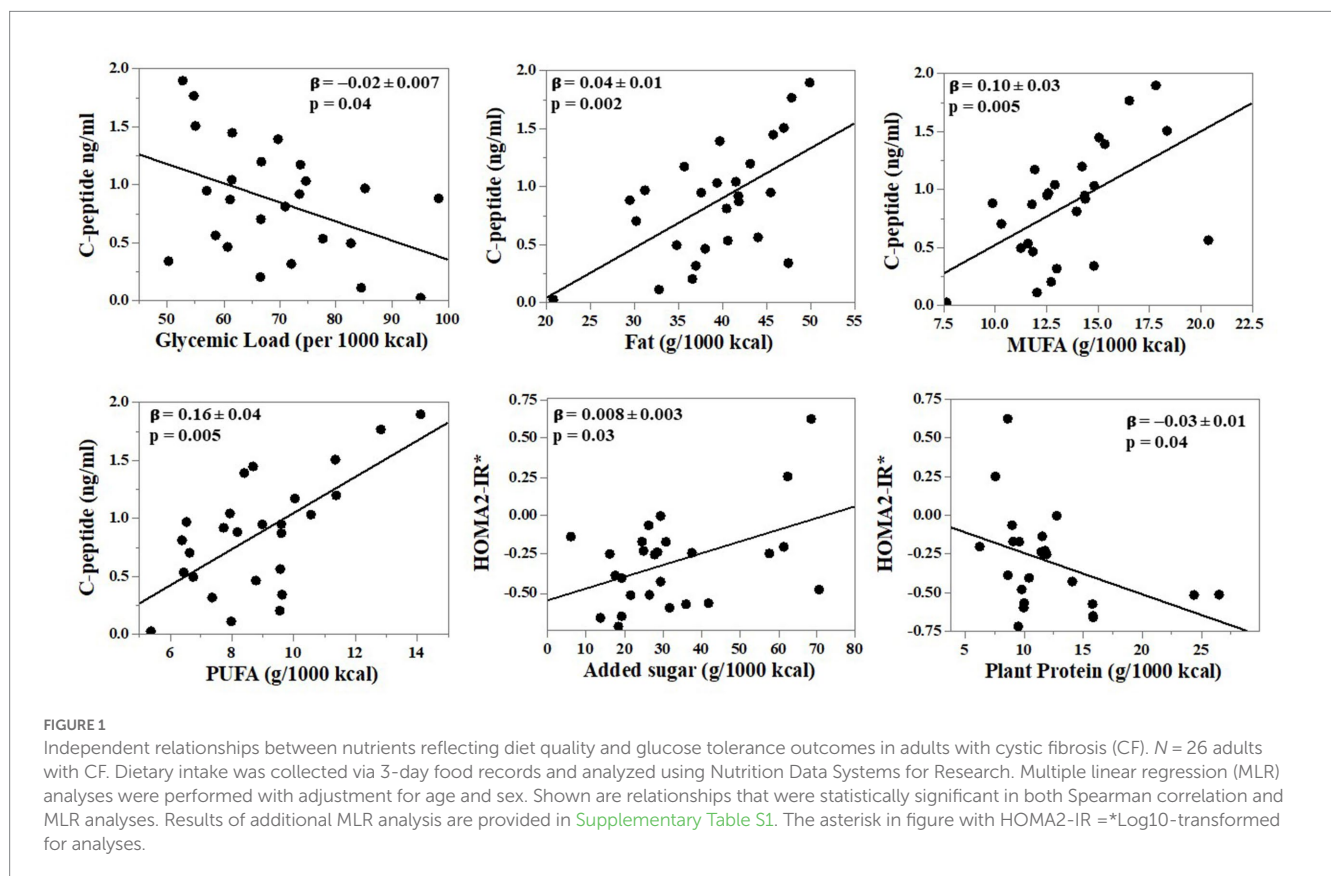 2.0
1.5
1.0
0.5
0.0
C-peptide ng/ml
β = −0.02 ± 0.007
p = 0.04
50 60 70 80 90 100
Glycemic Load (per 1000 kcal)
2.0
1.5
1.0
0.5
0.0
C-peptide (ng/ml)
β = 0.04 ± 0.01
p = 0.002
20 25 30 35 40 45 50 55
Fat (g/1000 kcal)
2.0
1.5
1.0
0.5
0.0
C-peptide (ng/ml)
β = 0.10 ± 0.03
p = 0.005
7.5 10.0 12.5 15.0 17.5 20.0 22.5
MUFA (g/1000 kcal)
2.0
1.5
1.0
0.5
0.0
C-peptide (ng/ml)
β = 0.16 ± 0.04
p = 0.005
6 8 10 12 14
PUFA (g/1000 kcal)
0.75
0.50
0.25
0.00
-0.25
-0.50
HOMA2-IR*
β = 0.008 ± 0.003
p = 0.03
0 10 20 30 40 50 60 70 80
Added sugar (g/1000 kcal)
0.75
0.50
0.25
0.00
-0.25
-0.50
-0.75
HOMA2-IR*
β = −0.03 ± 0.01
p = 0.04
5 10 15 20 25
Plant Protein (g/1000 kcal)
FIGURE 1
Independent relationships between nutrients reflecting diet quality and glucose tolerance outcomes in adults with cystic fibrosis (CF). N = 26 adults
with CF. Dietary intake was collected via 3-day food records and analyzed using Nutrition Data Systems for Research. Multiple linear regression (MLR)
analyses were performed with adjustment for age and sex. Shown are relationships that were statistically significant in both Spearman correlation and
MLR analyses. Results of additional MLR analysis are provided in Supplementary Table S1. The asterisk in figure with HOMA2-IR =*Log10-transformed
for analyses.